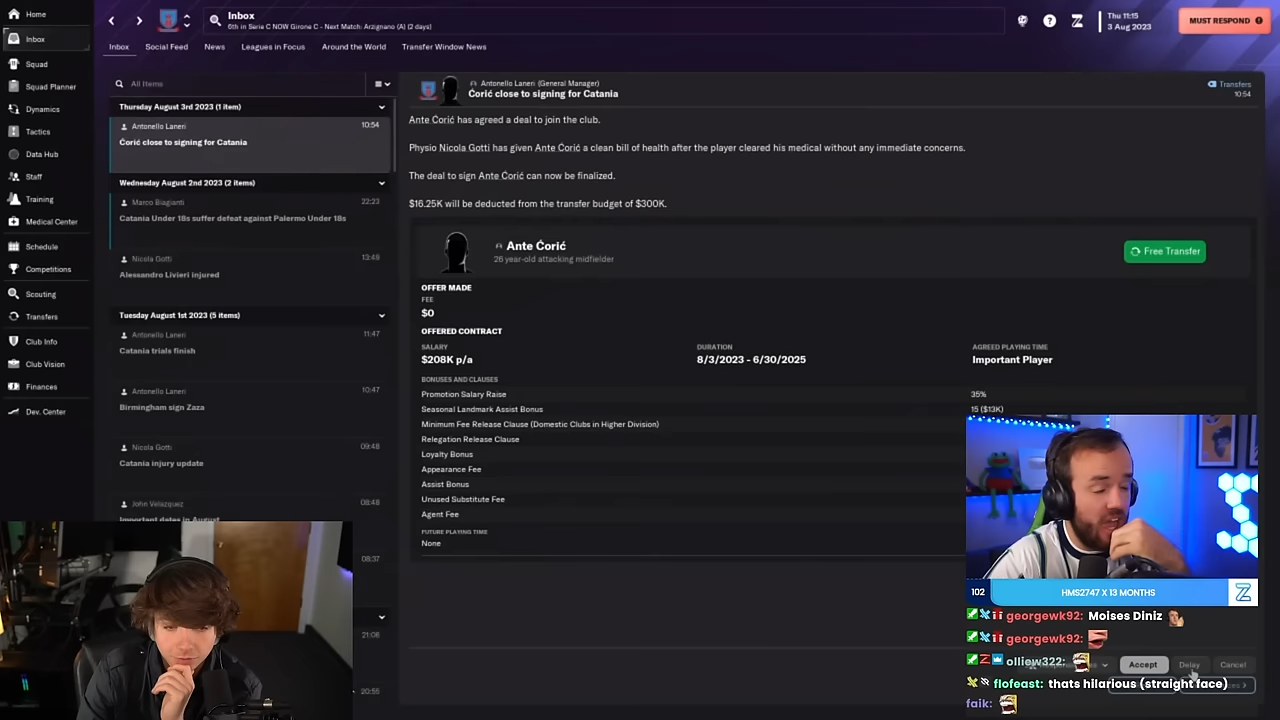 Home
Inbox
Squad
Squad Planner
Dynamics
Tactics
Data Hub
Staff
Training
Medical Center
Schedule
Competitions
Scouting
Transfers
Club Info
Club Vision
Finances
Dev. Center
Inbox
6th in Serie C NOW Girone C - Next Match: Arzignano (A) (2 days)
Thu 11:15
3 Aug 2023
MUST RESPOND
Inbox
Social Feed
News
Leagues in Focus
Around the World
Transfer Window News
All Items
Thursday August 3rd 2023 (1 item)
Antonello Laneri
10:54
Ćorić close to signing for Catania
Wednesday August 2nd 2023 (2 items)
Marco Biagianti
22:23
Catania Under 18s suffer defeat against Palermo Under 18s
Nicola Gotti
13:49
Alessandro Livieri injured
Tuesday August 1st 2023 (5 items)
Antonello Laneri
11:47
Catania trials finish
Antonello Laneri
10:47
Birmingham sign Zaza
Nicola Gotti
09:48
Catania injury update
John Velazquez
08:48
Important dates in August
08:37
21:06
20:55
Antonello Laneri (General Manager)
Ćorić close to signing for Catania
Transfers
10:54
Ante Ćorić has agreed a deal to join the club.
Physio Nicola Gotti has given Ante Ćorić a clean bill of health after the player cleared his medical without any immediate concerns.
The deal to sign Ante Ćorić can now be finalized.
$16.25K will be deducted from the transfer budget of $300K.
Ante Ćorić
26 year-old attacking midfielder
Free Transfer
OFFER MADE
FEE
$0
OFFERED CONTRACT
SALARY
$208K p/a
DURATION
8/3/2023 - 6/30/2025
AGREED PLAYING TIME
Important Player
BONUSES AND CLAUSES
Promotion Salary Raise
35%
Seasonal Landmark Assist Bonus
15 ($13K)
Minimum Fee Release Clause (Domestic Clubs in Higher Division)
Relegation Release Clause
Loyalty Bonus
Appearance Fee
Assist Bonus
Unused Substitute Fee
Agent Fee
FUTURE PLAYING TIME
None
102
HMS2747 X 13 MONTHS
georgewk92: Moises Diniz
georgewk92:
olliew322:
Accept
Delay
Cancel
flofeast: thats hilarious (straight face)
faik: